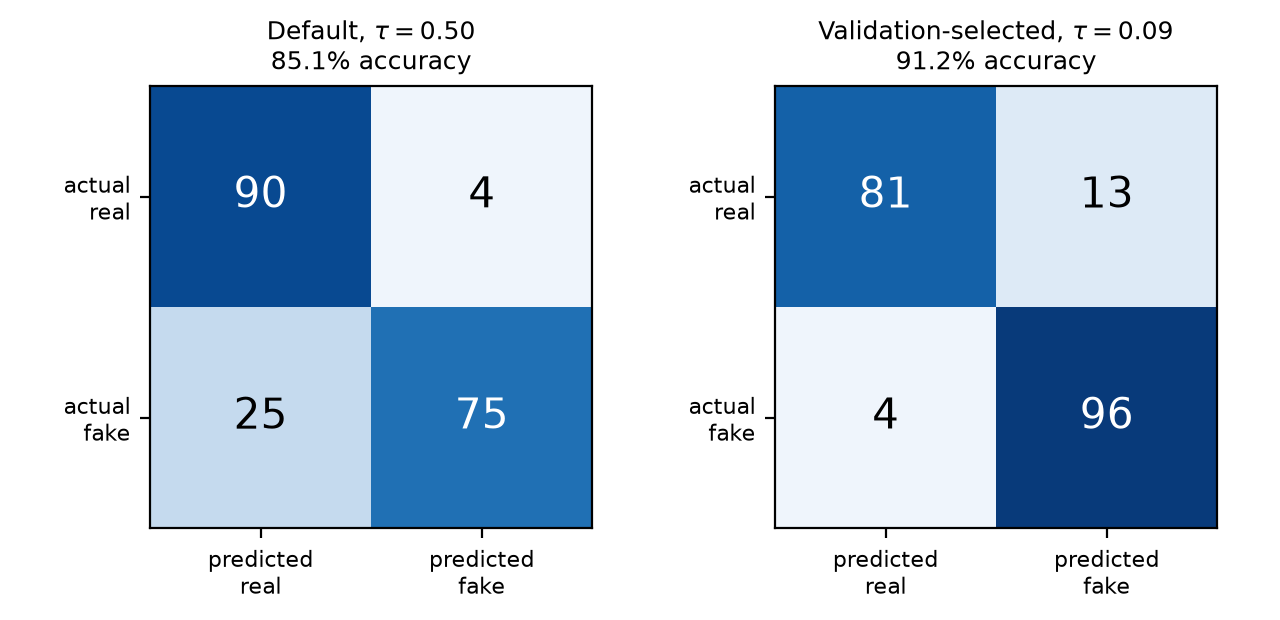 Default, τ = 0.50
85.1% accuracy
actual
real
90
4
actual
fake
25
75
predicted
real
predicted
fake
Validation-selected, τ = 0.09
91.2% accuracy
actual
real
81
13
actual
fake
4
96
predicted
real
predicted
fake